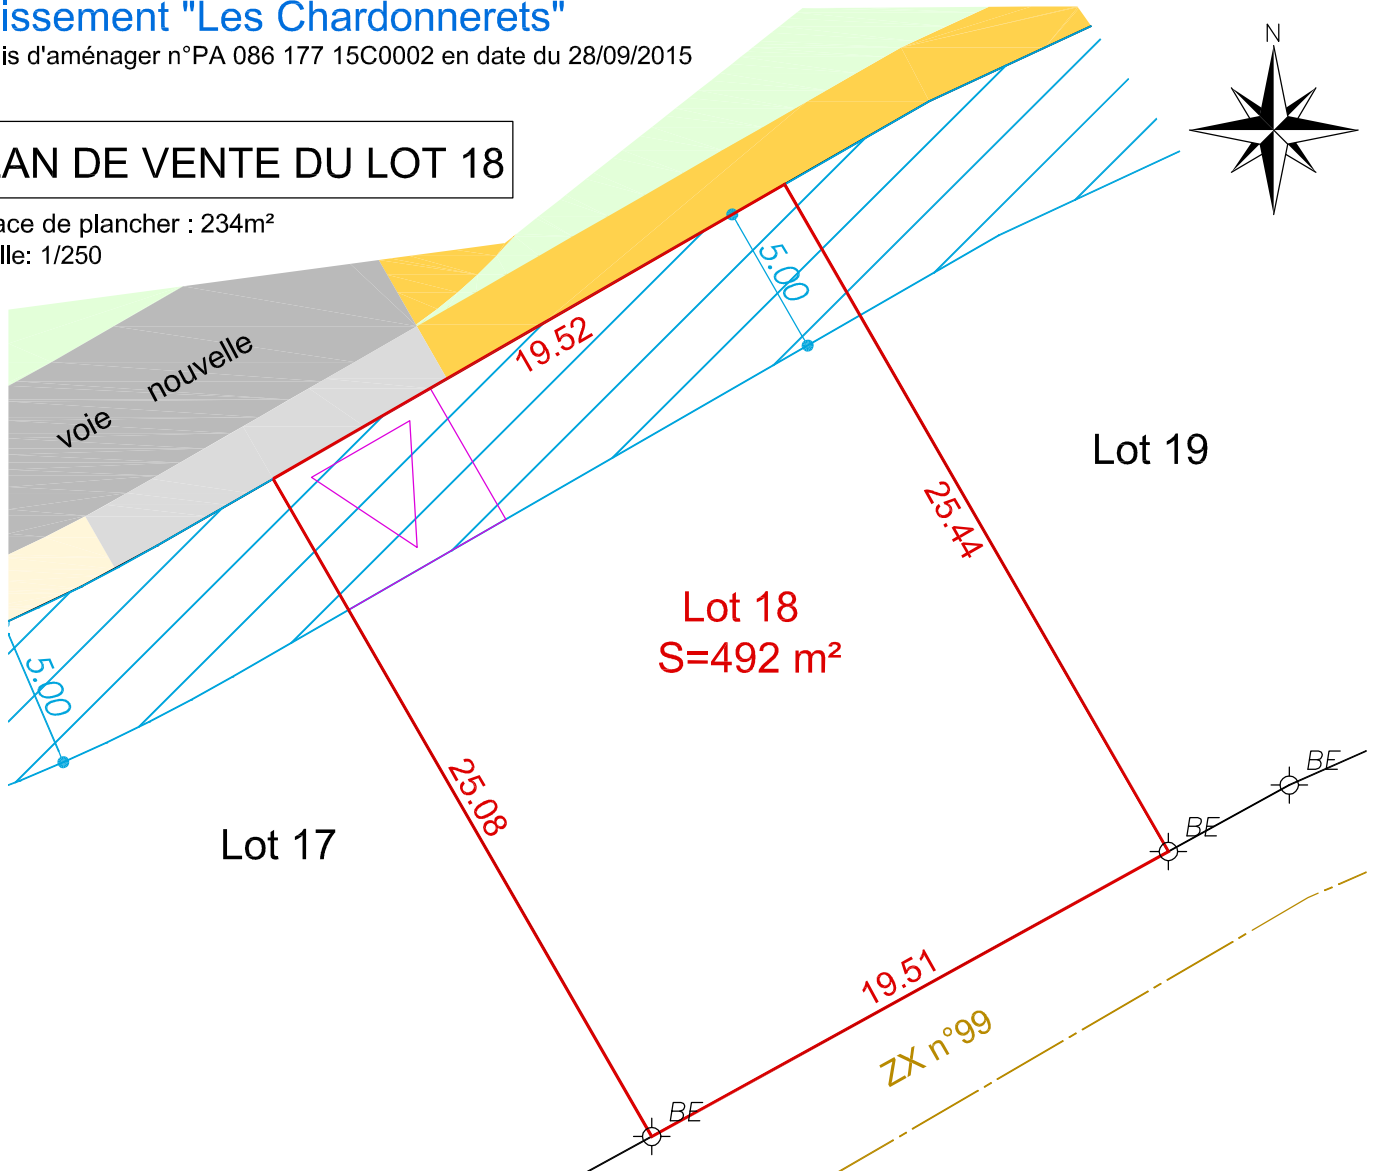 issement "Les Chardonnerets"
is d'aménager n°PA 086 177 15C0002 en date du 28/09/2015
N
AN DE VENTE DU LOT 18
ace de plancher : 234m²
lle: 1/250
5.00
19.52
voie nouvelle
Lot 19
25.44
Lot 18
S=492 m²
5.00
25.08
BE
BE
Lot 17
19.51
ZX n°99
BE